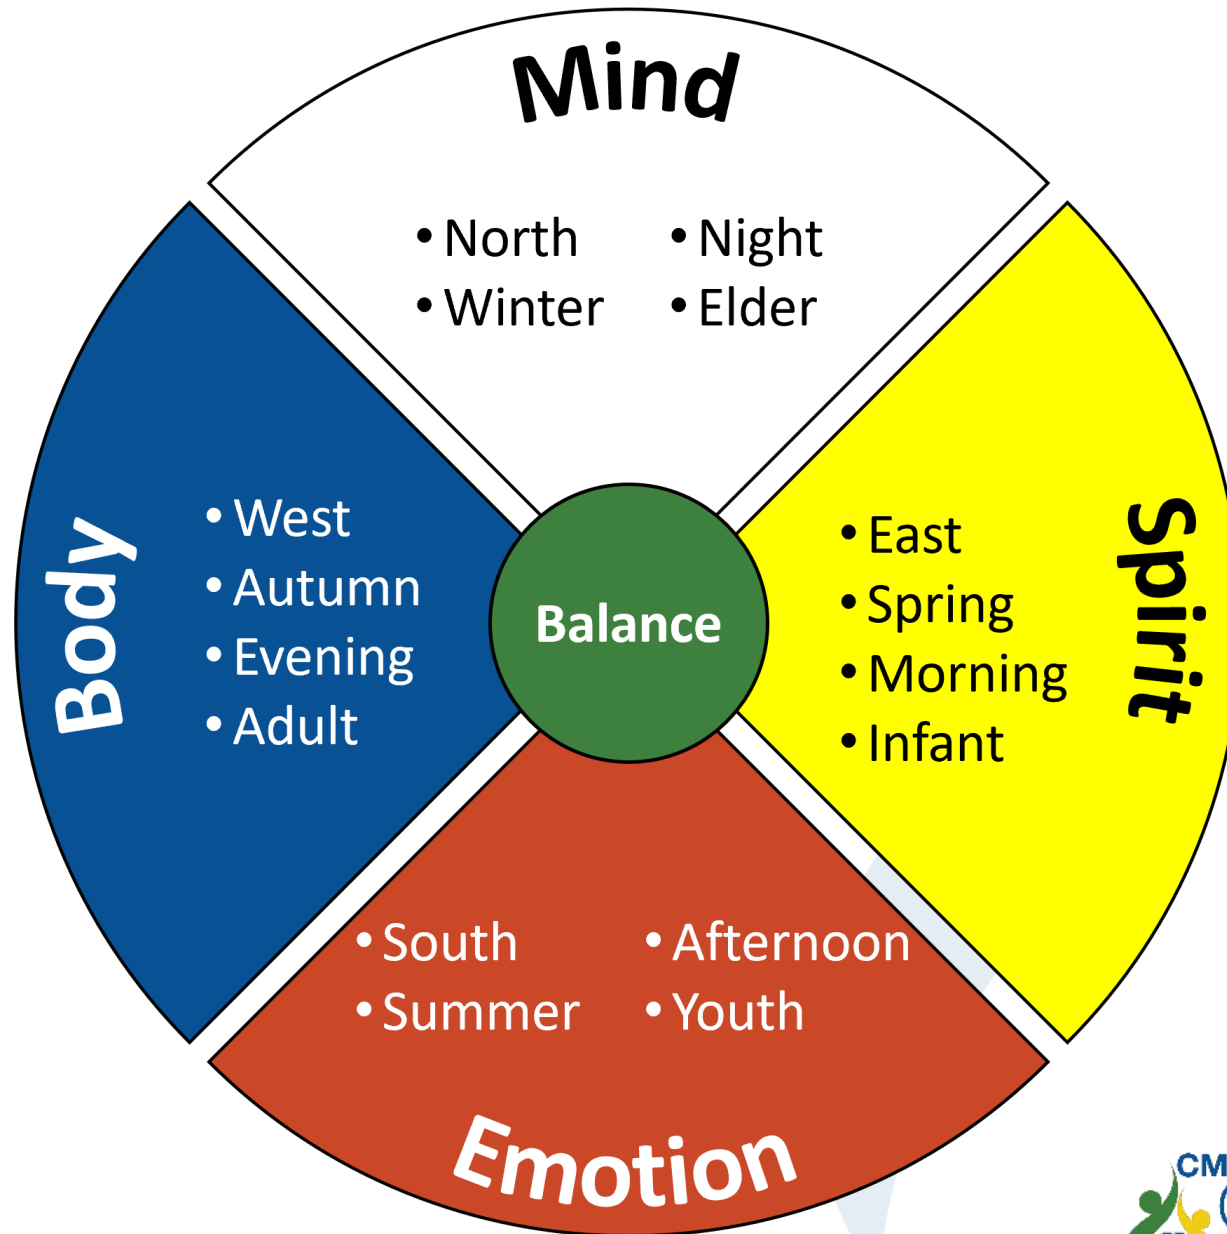 Mind
• North
• Winter
• Night
• Elder
Body
• West
• Autumn
• Evening
• Adult
Balance
• East
• Spring
• Morning
• Infant
Spirit
• South
• Summer
• Afternoon
• Youth
Emotion
CM